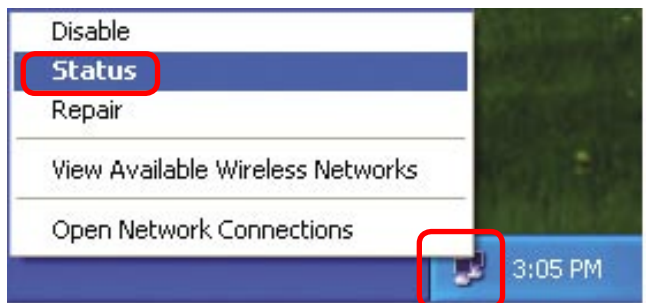 Disable
Status
Repair
View Available Wireless Networks
Open Network Connections
3:05 PM